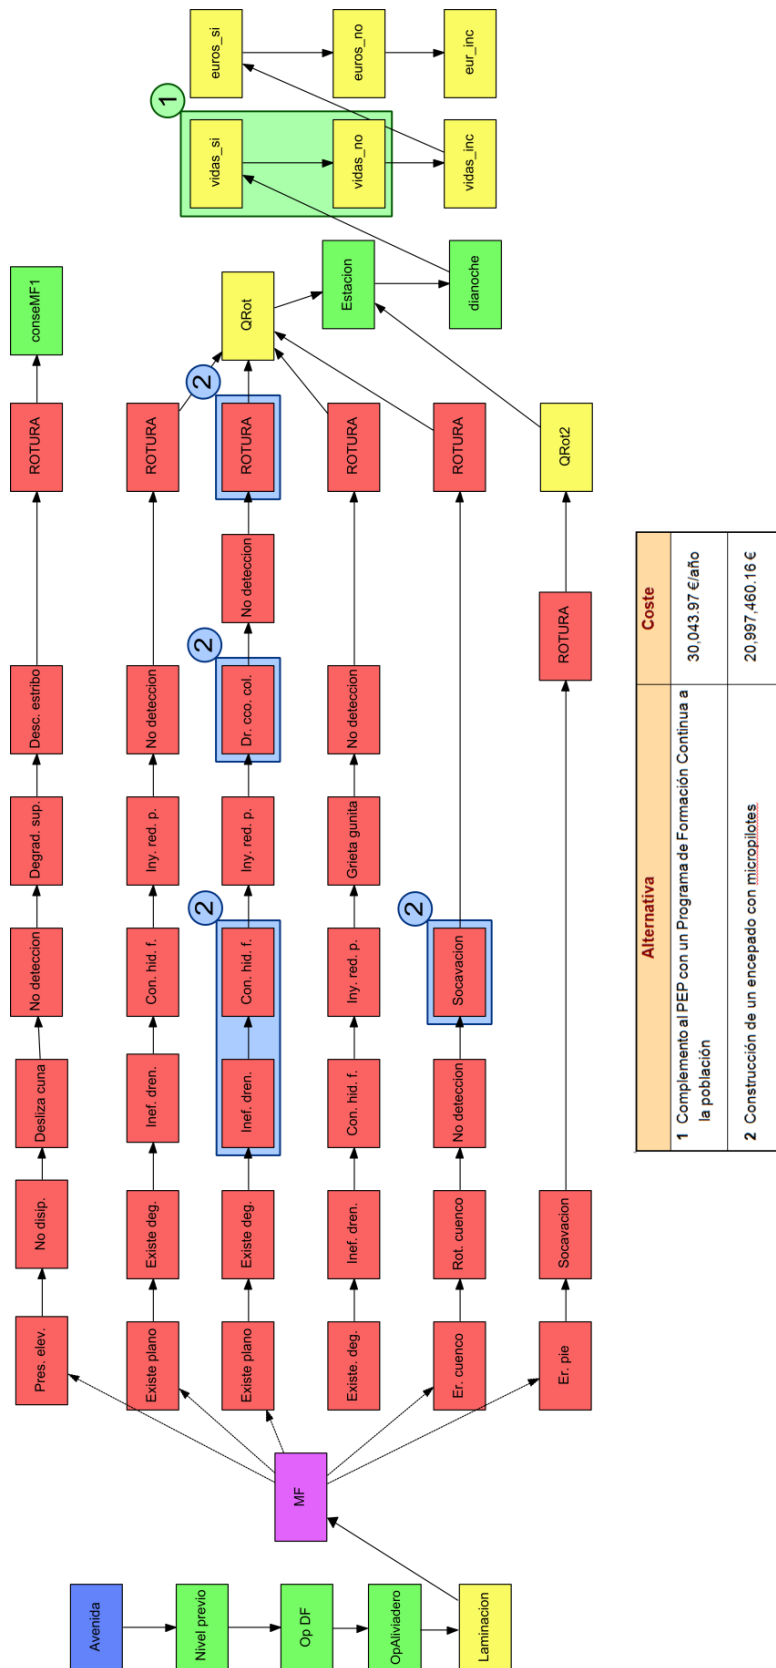 Avenida
Nivel previo
Op DF
OpAliviadero
Laminacion
MF
Pres. elev.
No disip.
Desliza cuna
No deteccion
Degrad. sup.
Desc. estribo
ROTURA
conseMF1
Existe plano
Existe deg.
Inef. dren.
Con. hid. f.
Iny. red. p.
No deteccion
ROTURA
Existe plano
Existe deg.
Inef. dren.
Con. hid. f.
2
Iny. red. p.
Dr. cco. col.
2
No deteccion
ROTURA
2
QRot
Existe. deg.
Inef. dren.
Con. hid. f.
Iny. red. p.
Grieta gunita
No deteccion
ROTURA
Er. cuenco
Rot. cuenco
No deteccion
Socavacion
2
ROTURA
Er. pie
Socavacion
ROTURA
QRot2
Estacion
dianoche
1
vidas_si
vidas_no
vidas_inc
euros_si
euros_no
eur_inc
Alternativa Coste
1 Complemento al PEP con un Programa de Formación Continua a 30,043.97 €/año
la población
2 Construcción de un encepado con micropilotes 20,997,460.16 €